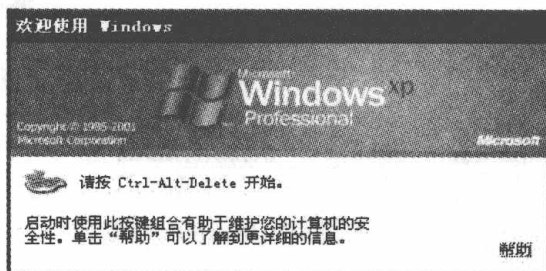 欢迎使用 Windows
Microsoft
Windows xp
Professional
Copyright © 1985-2001
Microsoft Corporation
Microsoft
请按 Ctrl-Alt-Delete 开始。
启动时使用此按键组合有助于维护您的计算机的安
全性。单击“帮助”可以了解到更详细的信息。
帮助